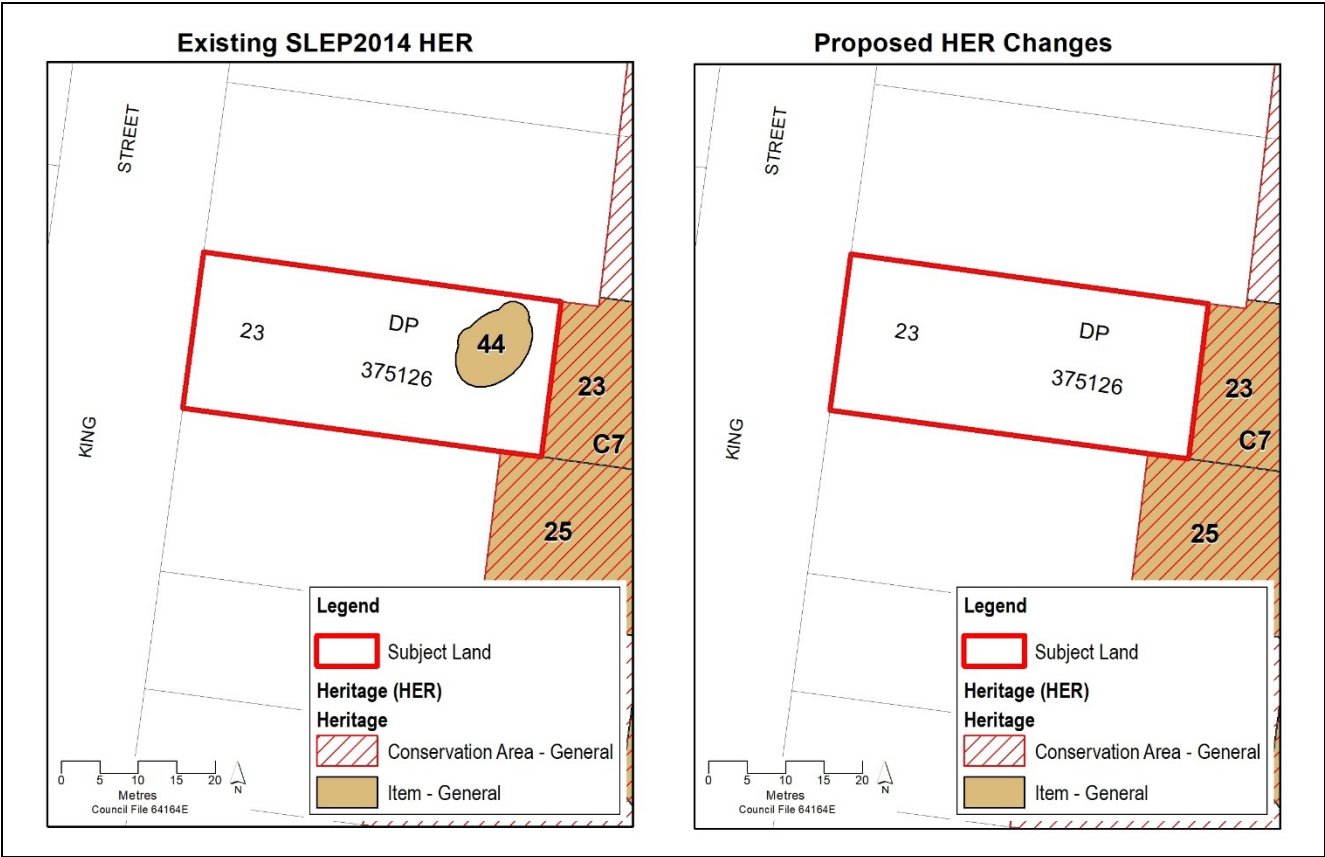 Existing SLEP2014 HER
STREET
23
DP
44
375126
23
KING
C7
25
Legend
Subject Land
Heritage (HER)
Heritage
Conservation Area - General
Item - General
0 5 10 15 20
Metres
N
Council File 64164E
Proposed HER Changes
STREET
23
DP
375126
23
KING
C7
25
Legend
Subject Land
Heritage (HER)
Heritage
Conservation Area - General
Item - General
0 5 10 15 20
Metres
N
Council File 64164E